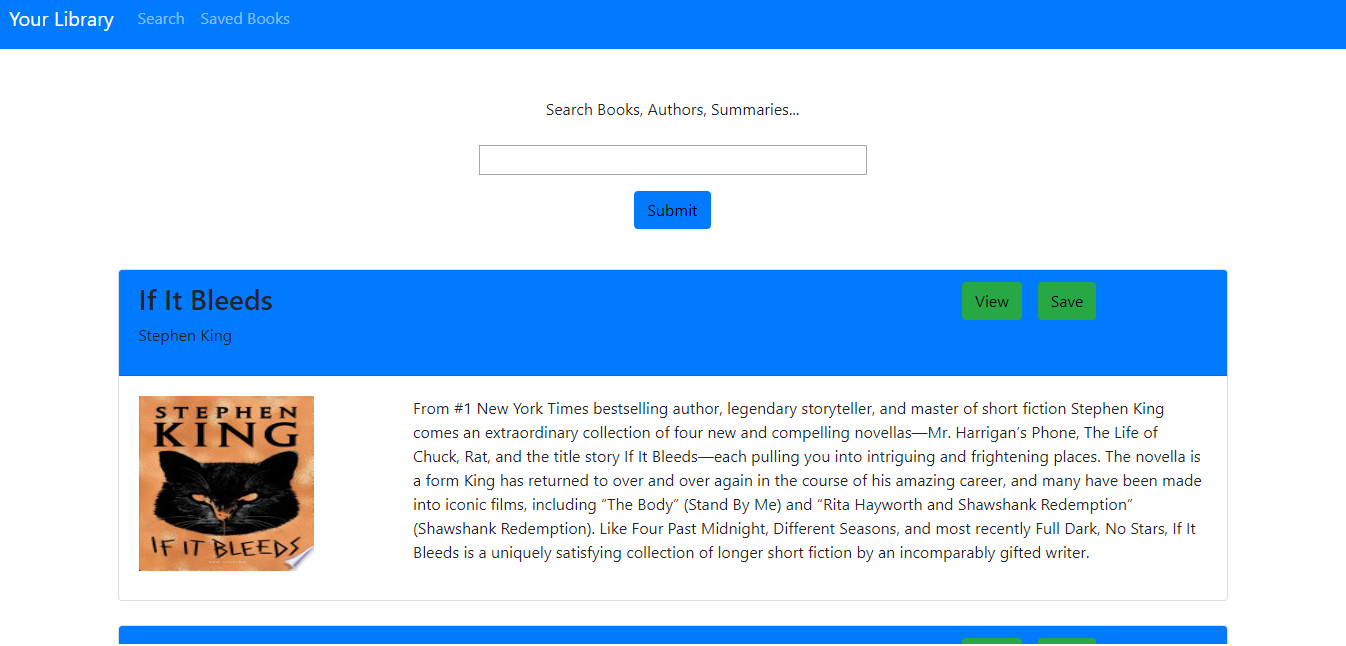 Your Library Search Saved Books
Search Books, Authors, Summaries...
Submit
If It Bleeds
View Save
Stephen King
STEPHEN
KING
IF IT BLEEDS
From #1 New York Times bestselling author, legendary storyteller, and master of short fiction Stephen King
comes an extraordinary collection of four new and compelling novellas—Mr. Harrigan’s Phone, The Life of
Chuck, Rat, and the title story If It Bleeds—each pulling you into intriguing and frightening places. The novella is
a form King has returned to over and over again in the course of his amazing career, and many have been made
into iconic films, including “The Body” (Stand By Me) and “Rita Hayworth and Shawshank Redemption”
(Shawshank Redemption). Like Four Past Midnight, Different Seasons, and most recently Full Dark, No Stars, If It
Bleeds is a uniquely satisfying collection of longer short fiction by an incomparably gifted writer.